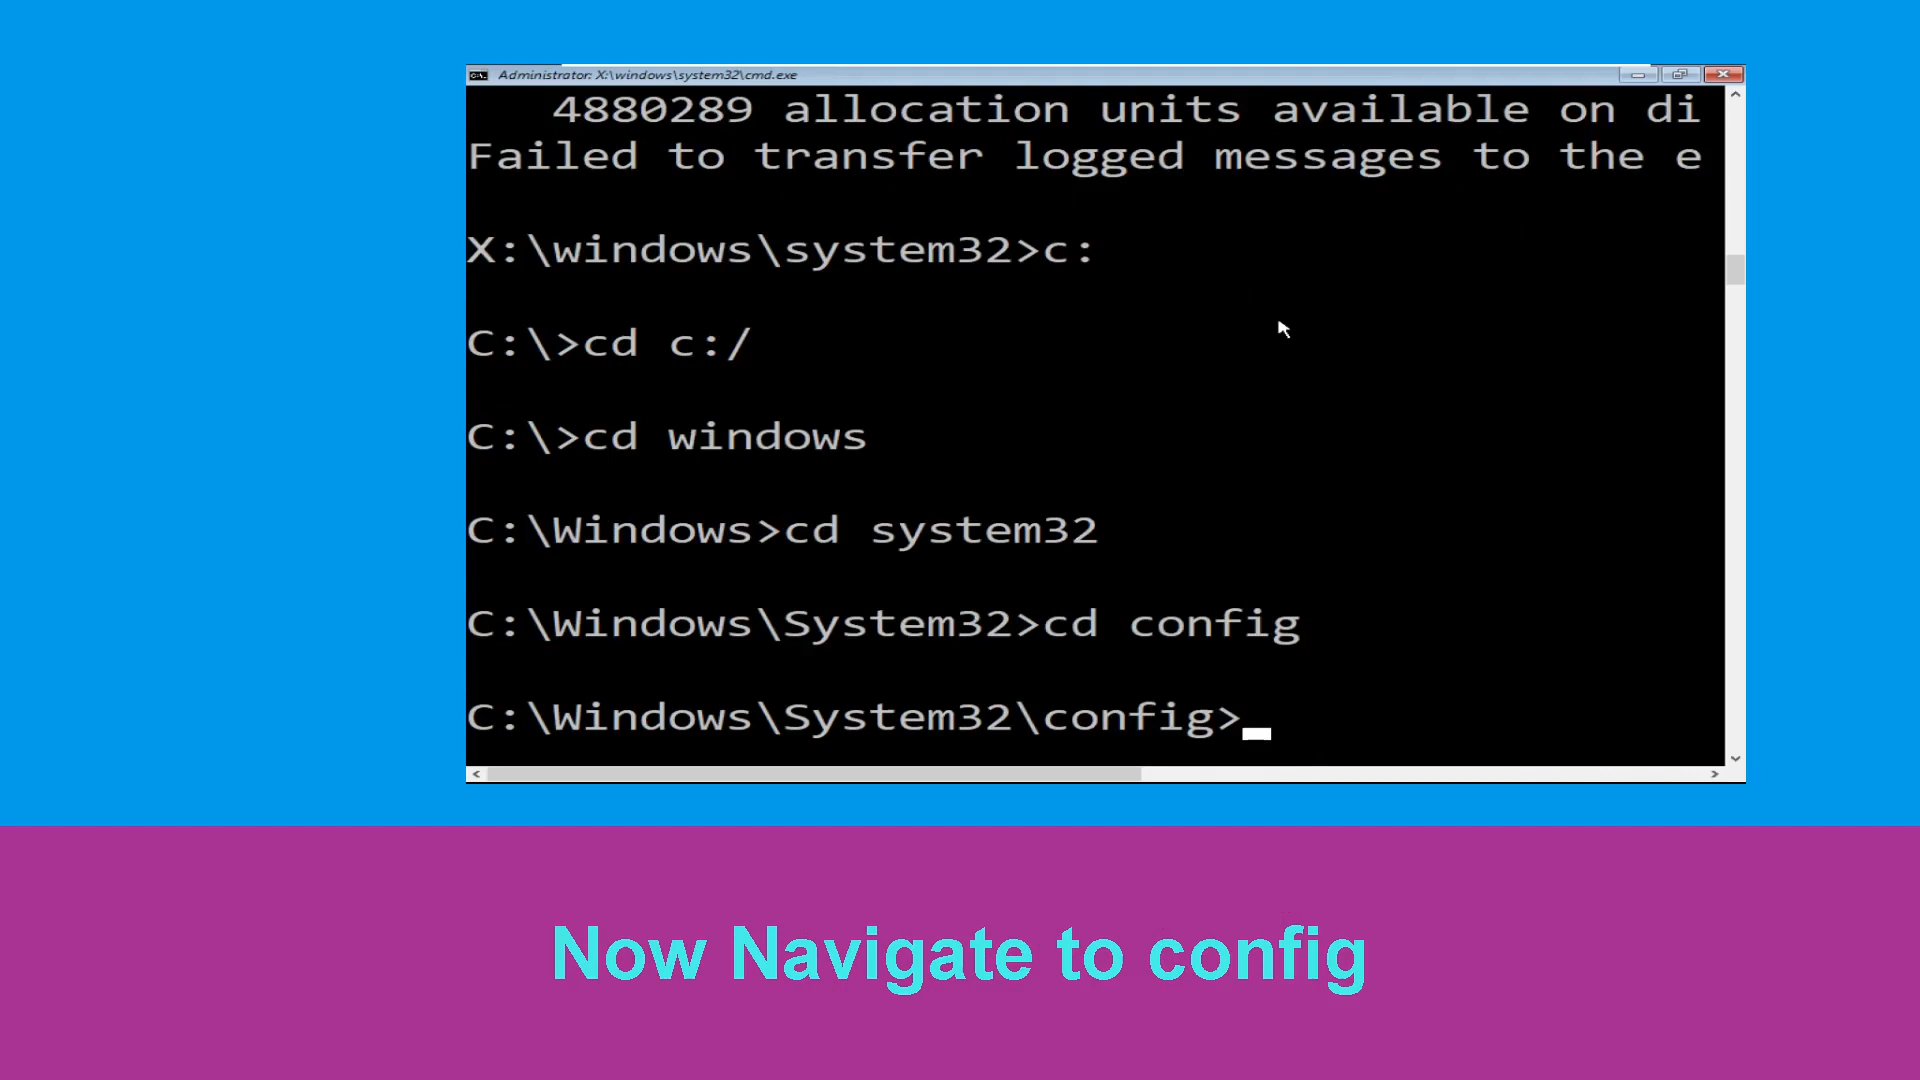 Administrator: X:\windows\system32\cmd.exe
4880289 allocation units available on di
Failed to transfer logged messages to the e
X:\windows\system32>c:
C:\>cd c:/
C:\>cd windows
C:\Windows>cd system32
C:\Windows\System32>cd config
C:\Windows\System32\config>
Now Navigate to config